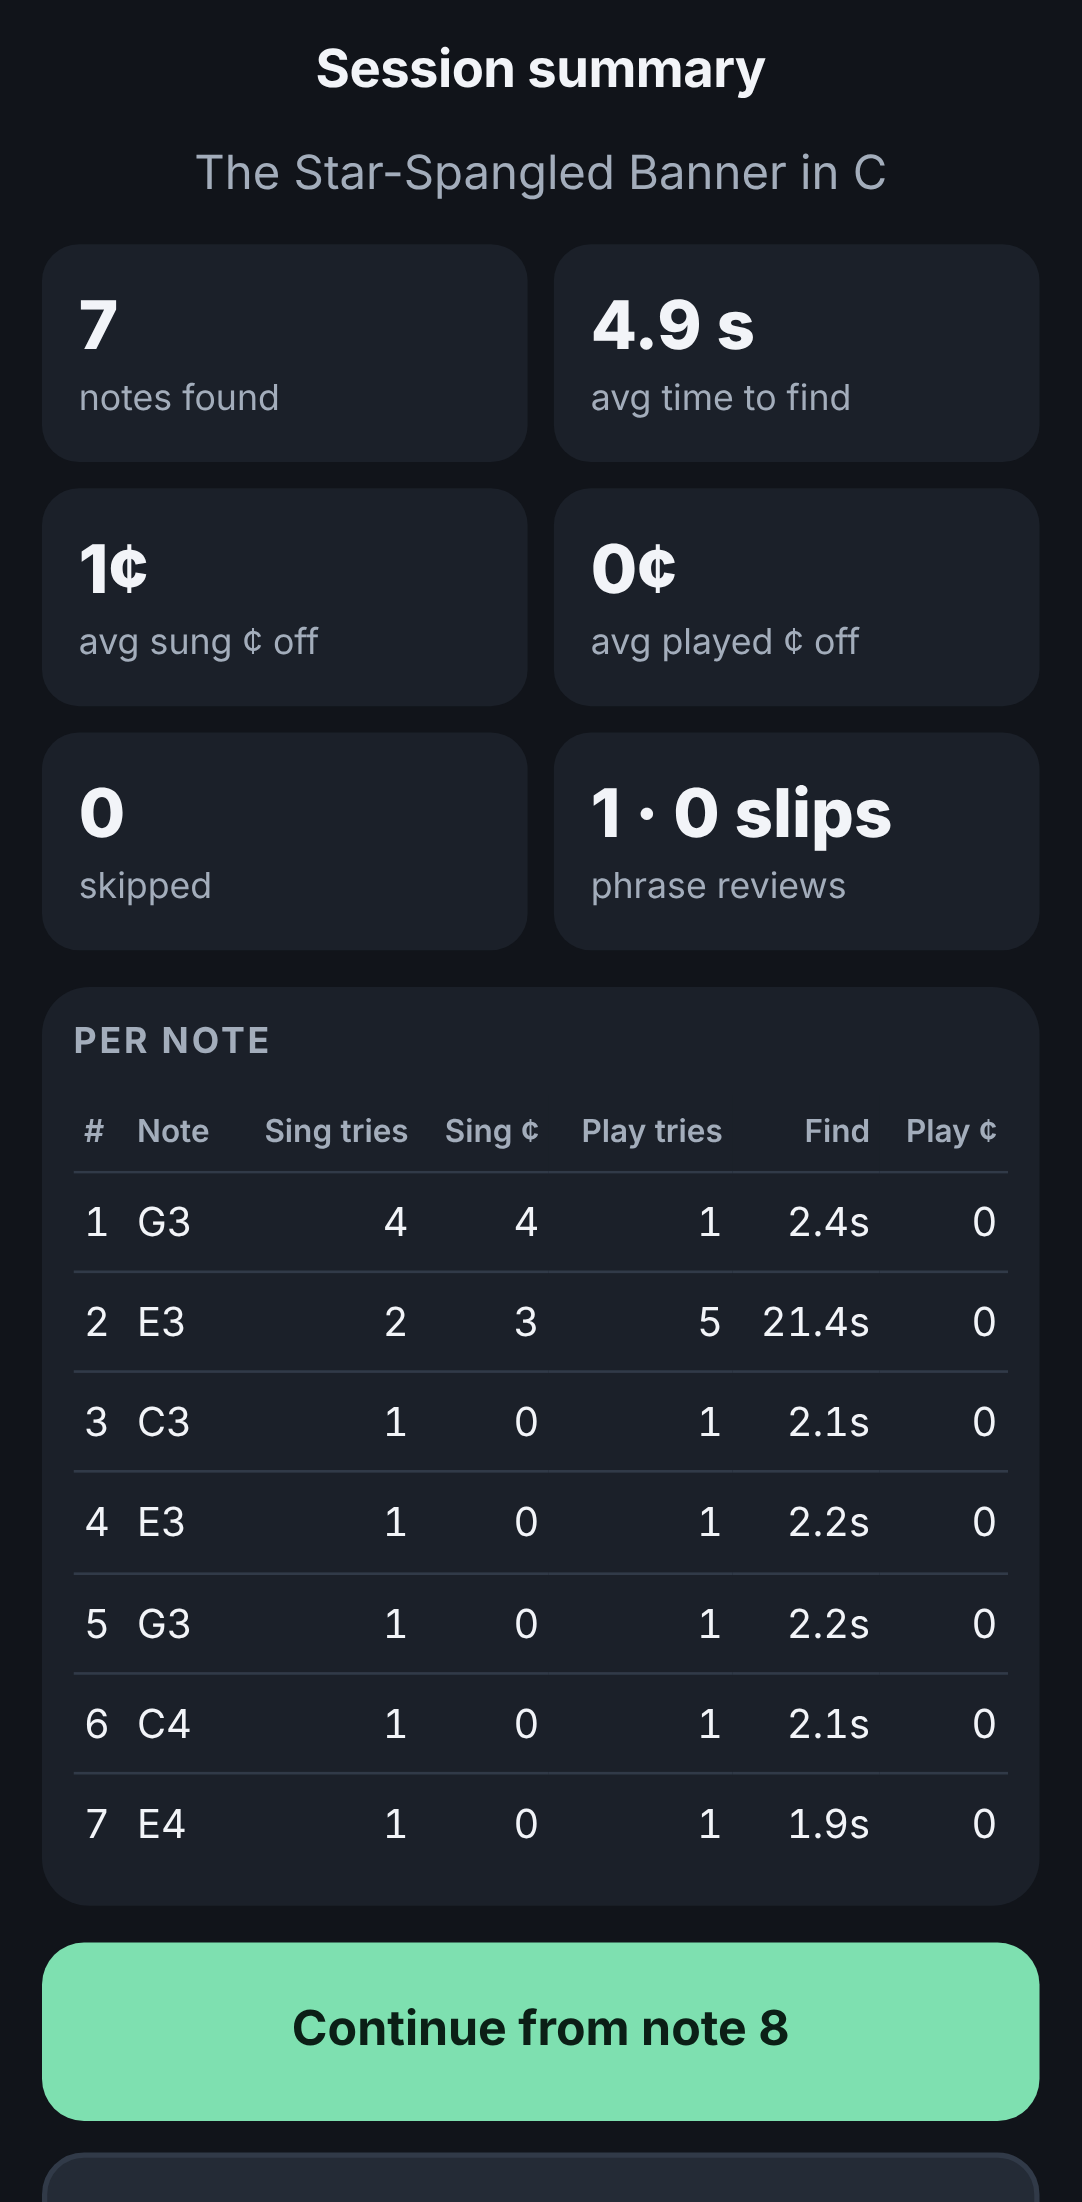 Session summary
The Star-Spangled Banner in C
7
notes found
4.9 s
avg time to find
1¢
avg sung ¢ off
0¢
avg played ¢ off
0
skipped
1 · 0 slips
phrase reviews
PER NOTE
# Note Sing tries Sing ¢ Play tries Find Play ¢
1 G3 4 4 1 2.4s 0
2 E3 2 3 5 21.4s 0
3 C3 1 0 1 2.1s 0
4 E3 1 0 1 2.2s 0
5 G3 1 0 1 2.2s 0
6 C4 1 0 1 2.1s 0
7 E4 1 0 1 1.9s 0
Continue from note 8